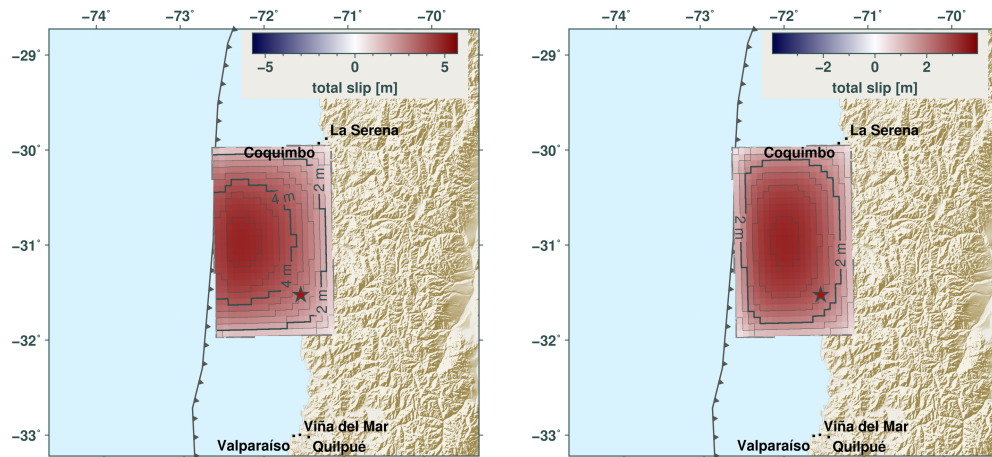 −74˚ −73˚ −72˚ −71˚ −70˚
−29˚
−30˚
−31˚
−32˚
−33˚
−5 0 5
total slip [m]
La Serena
Coquimbo
2 m
4 m
4 m
2 m
Viña del Mar
Valparaíso
Quilpué
−74˚ −73˚ −72˚ −71˚ −70˚
−29˚
−30˚
−31˚
−32˚
−33˚
−2 0 2
total slip [m]
La Serena
Coquimbo
2 m
2 m
Viña del Mar
Valparaíso
Quilpué